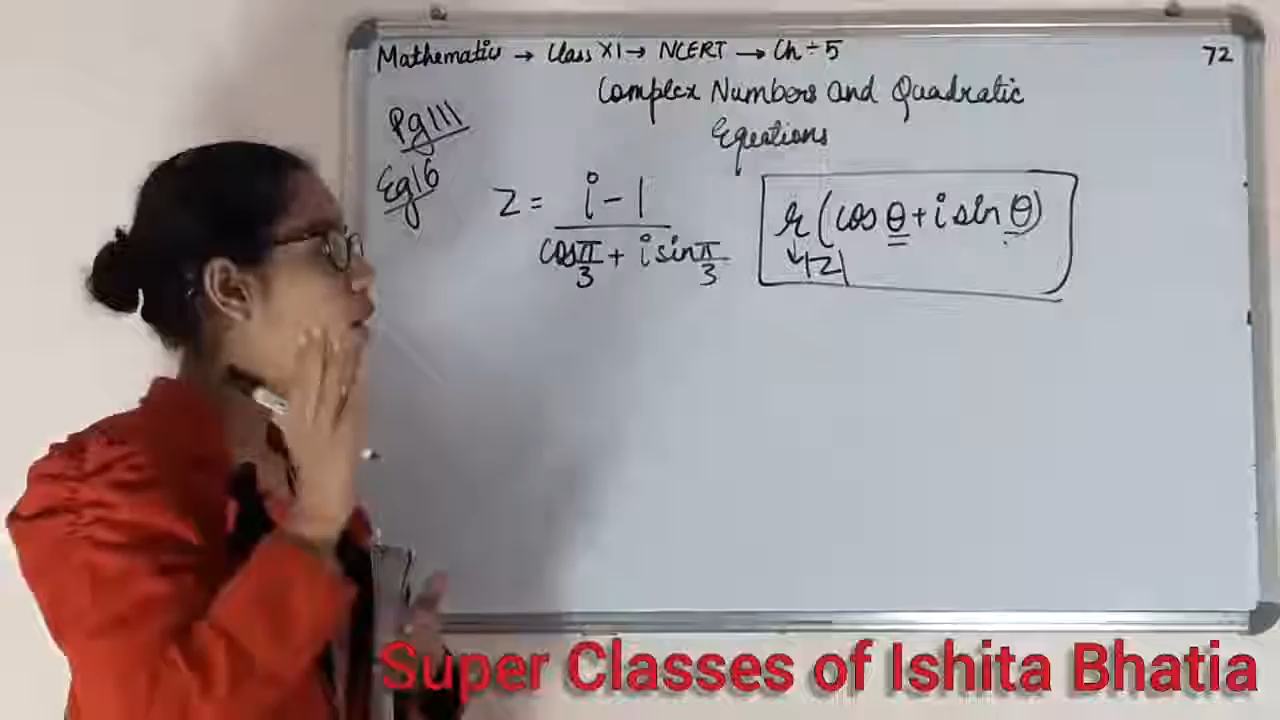 Mathematics → Class XI → NCERT → Ch ÷ 5
72
Complex Numbers and Quadratic
Equations
Pg 111
Eg 16
z = i - 1
cos π/3 + i sin π/3
r (cos θ + i sin θ)
↓ |z|
Super Classes of Ishita Bhatia